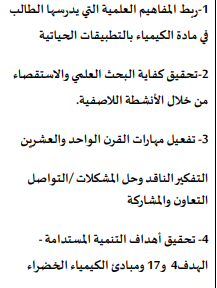 1-ربط المفاهيم العلمية التي يدرسها الطالب
في مادة الكيمياء بالتطبيقات الحياتية
2-تحقيق كفاية البحث العلمي والاستقصاء
من خلال الأنشطة اللاصفية.
3- تفعيل مهارات القرن الواحد والعشرين
التفكير الناقد وحل المشكلات /التواصل
التعاون والمشاركة
4- تحقيق أهداف التنمية المستدامة -
الهدف4 و17 ومبادئ الكيمياء الخضراء